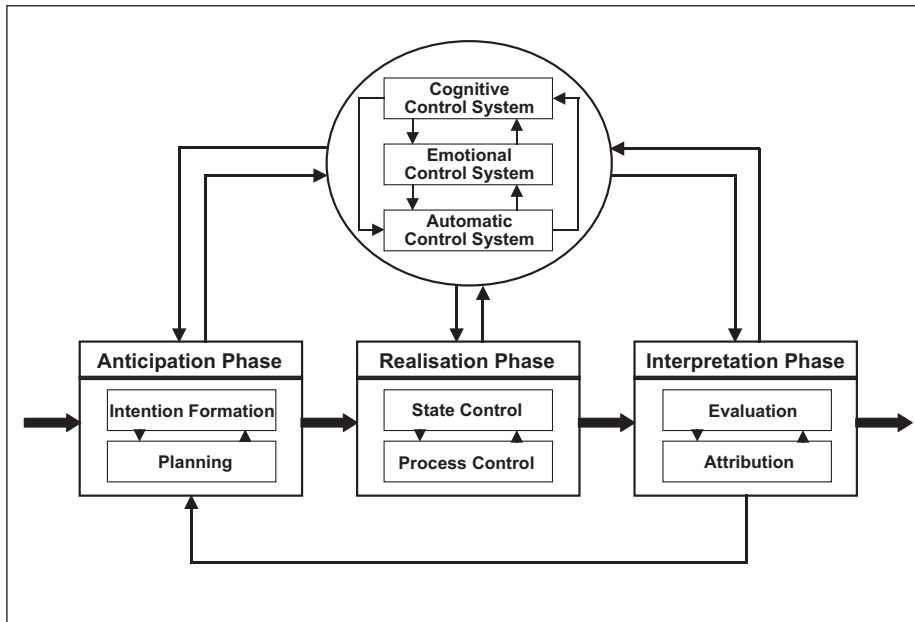 Cognitive
Control System
Emotional
Control System
Automatic
Control System
Anticipation Phase
Intention Formation
Planning
Realisation Phase
State Control
Process Control
Interpretation Phase
Evaluation
Attribution